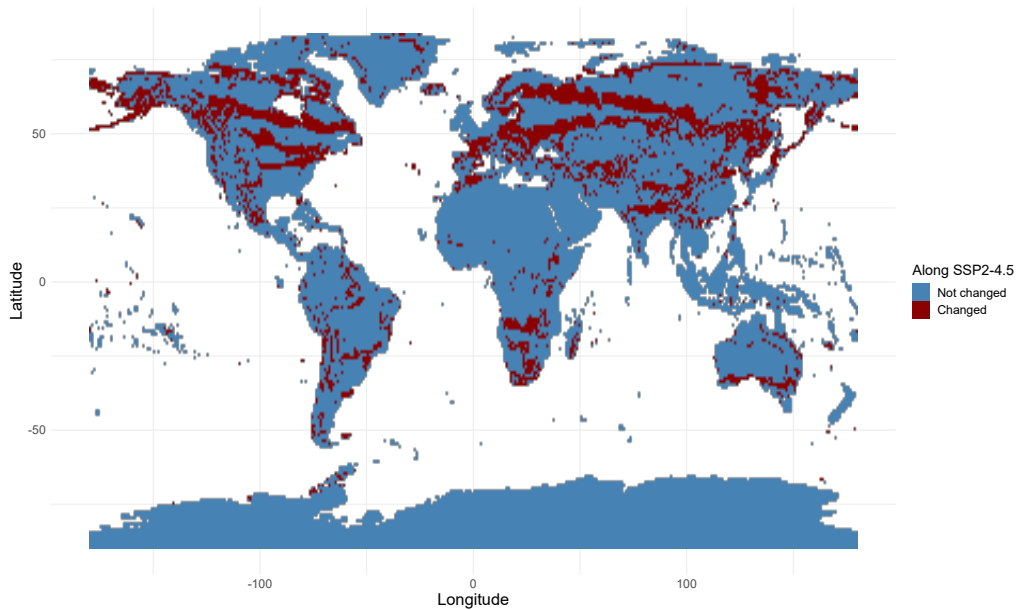 50
0
-50
Latitude
-100
0
100
Longitude
Along SSP2-4.5
Not changed
Changed